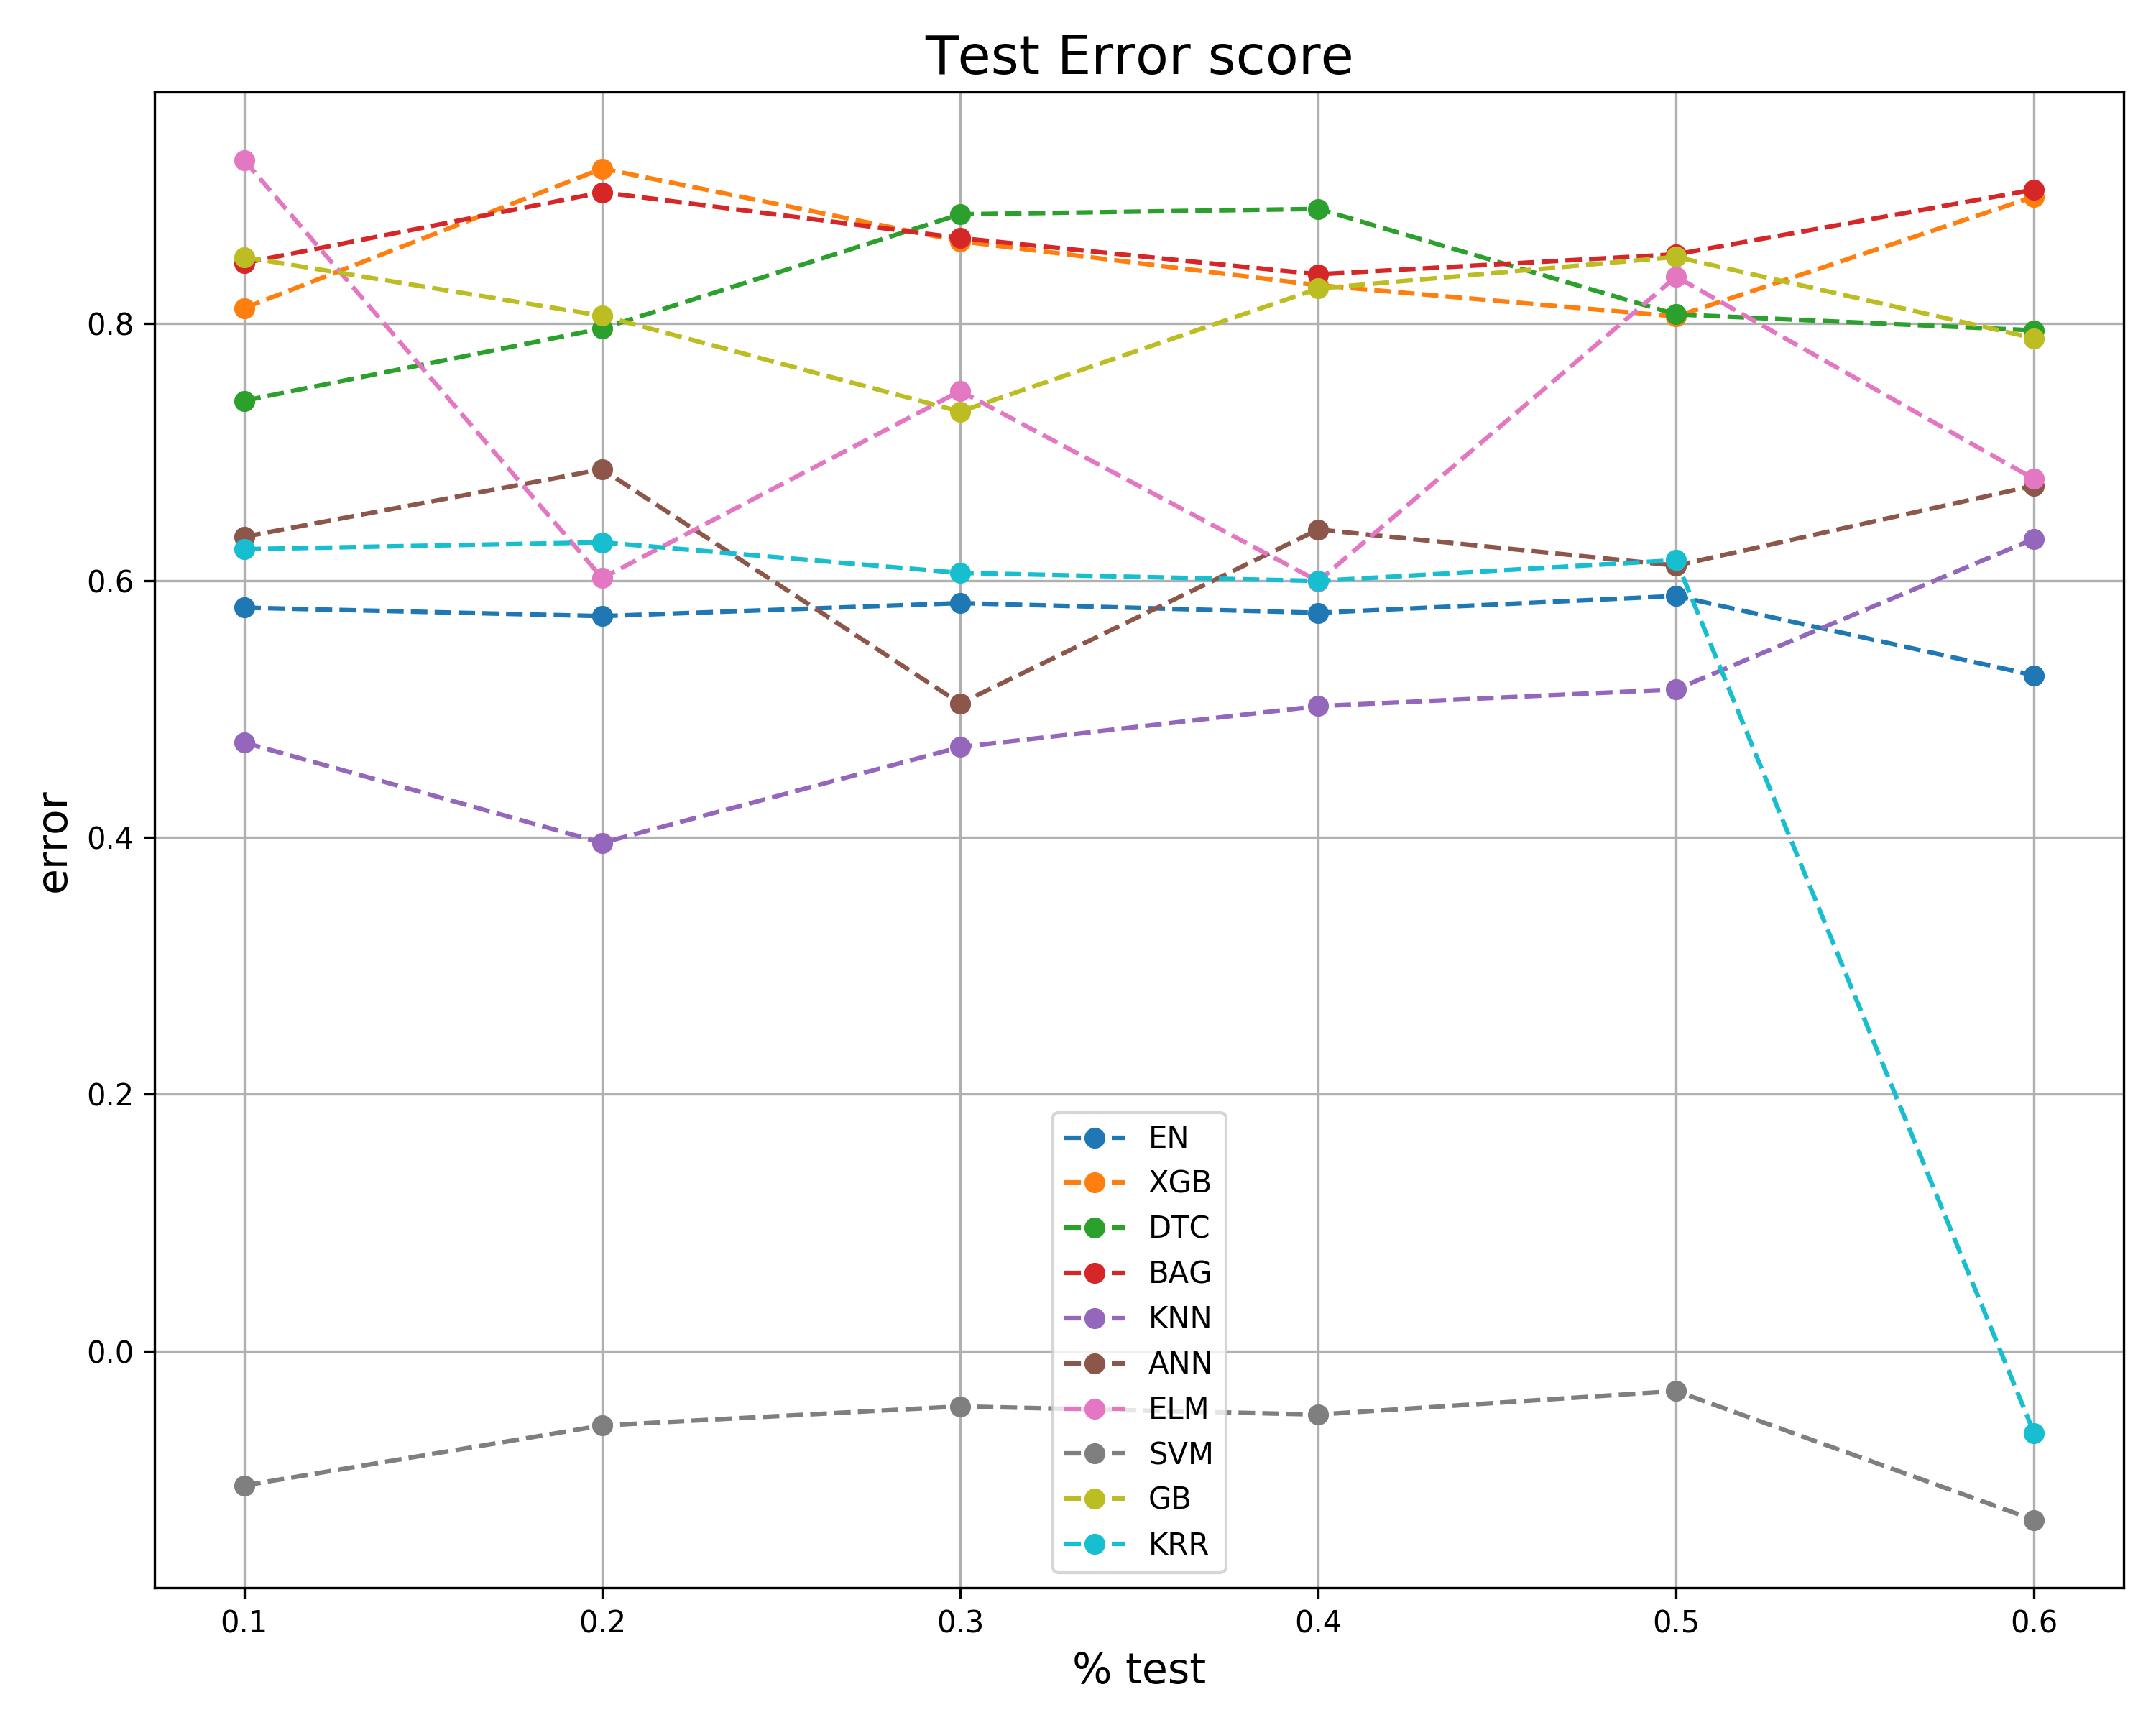 Test Error score
error
0.8
0.6
0.4
0.2
0.0
EN
XGB
DTC
BAG
KNN
ANN
ELM
SVM
GB
KRR
0.1 0.2 0.3 0.4 0.5 0.6
% test